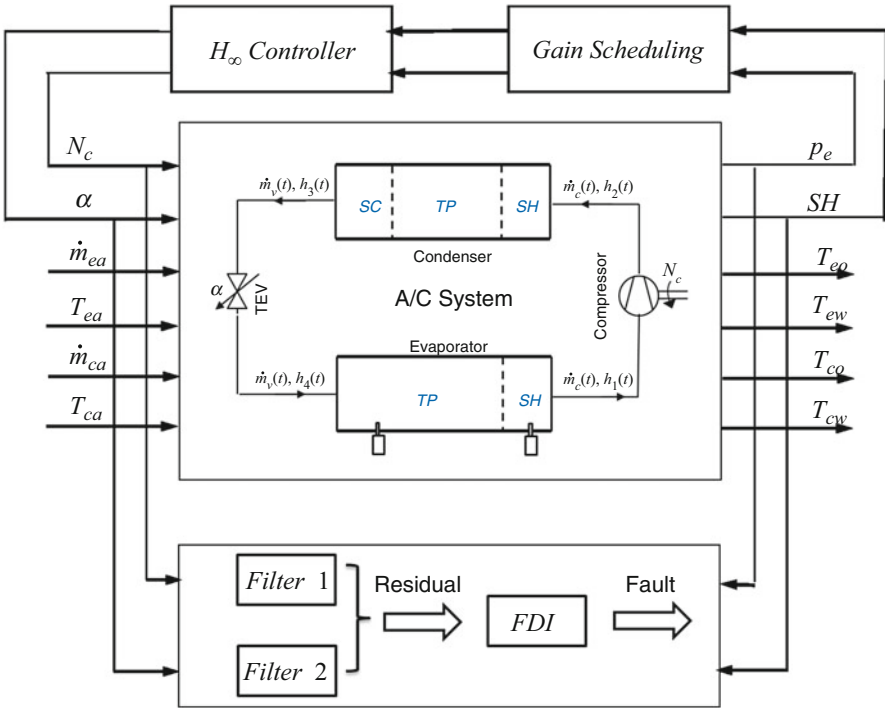 H∞ Controller
Gain Scheduling
N_c
α
ṁ_ea
T_ea
ṁ_ca
T_ca
ṁ_v(t), h_3(t)
ṁ_c(t), h_2(t)
SC
TP
SH
Condenser
α
TEV
A/C System
Compressor
N_c
Evaporator
ṁ_v(t), h_4(t)
ṁ_c(t), h_1(t)
TP
SH
p_e
SH
T_eo
T_ew
T_co
T_cw
Filter 1
Filter 2
Residual
FDI
Fault